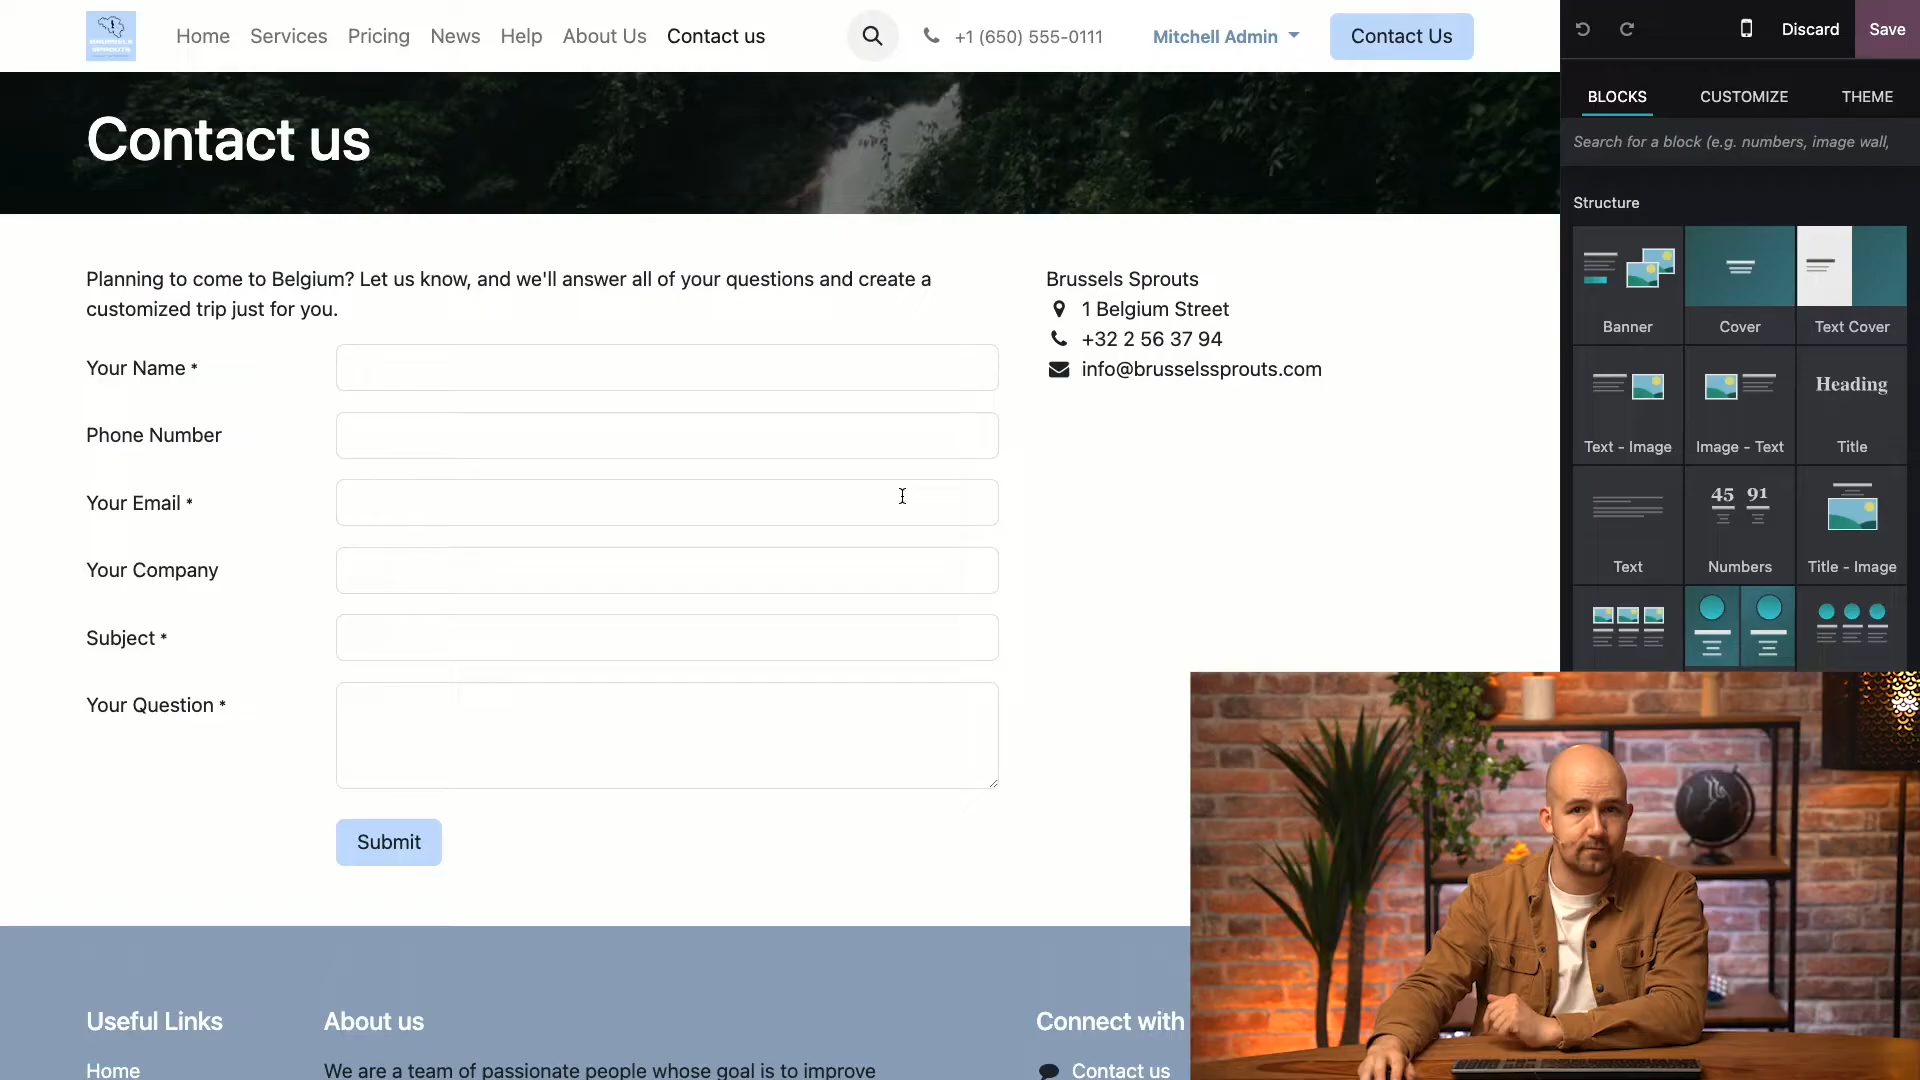 Home Services Pricing News Help About Us Contact us
+1 (650) 555-0111
Mitchell Admin
Contact Us
Discard
Save
BLOCKS CUSTOMIZE THEME
Search for a block (e.g. numbers, image wall,
Contact us
Structure
Banner Cover Text Cover
Heading
Text - Image Image - Text Title
45 91
Text Numbers Title - Image
Planning to come to Belgium? Let us know, and we'll answer all of your questions and create a
customized trip just for you.
Your Name *
Phone Number
Your Email *
Your Company
Subject *
Your Question *
Submit
Brussels Sprouts
1 Belgium Street
+32 2 56 37 94
info@brusselssprouts.com
Useful Links
Home
About us
We are a team of passionate people whose goal is to improve
Connect with
Contact us